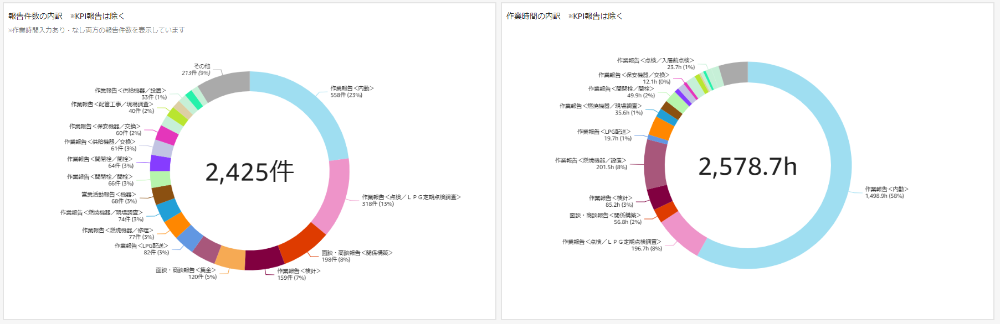 報告件数の内訳　※KPI報告は除く
※作業時間入力あり・なし両方の報告件数を表示しています
その他
213件 (9%)
作業報告＜内勤＞
558件 (23%)
作業報告＜供給機器／設置＞
33件 (1%)
作業報告＜配管工事／現場調査＞
40件 (2%)
作業報告＜保安機器／交換＞
60件 (2%)
作業報告＜供給機器／交換＞
61件 (3%)
作業報告＜開閉栓／閉栓＞
64件 (3%)
作業報告＜開閉栓／開栓＞
66件 (3%)
営業活動報告＜機器＞
68件 (3%)
作業報告＜燃焼機器／現場調査＞
74件 (3%)
作業報告＜燃焼機器／修理＞
77件 (3%)
作業報告＜LPG配送＞
82件 (3%)
面談・商談報告＜集金＞
120件 (5%)
作業報告＜検針＞
159件 (7%)
面談・商談報告＜関係構築＞
198件 (8%)
作業報告＜点検／ＬＰＧ定期点検調査＞
318件 (13%)
2,425件
作業時間の内訳　※KPI報告は除く
作業報告＜点検／入居前点検＞
23.7h (1%)
作業報告＜保安機器／交換＞
12.1h (0%)
作業報告＜開閉栓／開栓＞
49.9h (2%)
作業報告＜燃焼機器／現場調査＞
35.6h (1%)
作業報告＜LPG配送＞
19.7h (1%)
作業報告＜燃焼機器／設置＞
201.5h (8%)
作業報告＜検針＞
85.2h (3%)
面談・商談報告＜関係構築＞
56.8h (2%)
作業報告＜点検／ＬＰＧ定期点検調査＞
196.7h (8%)
作業報告＜内勤＞
1,498.9h (58%)
2,578.7h